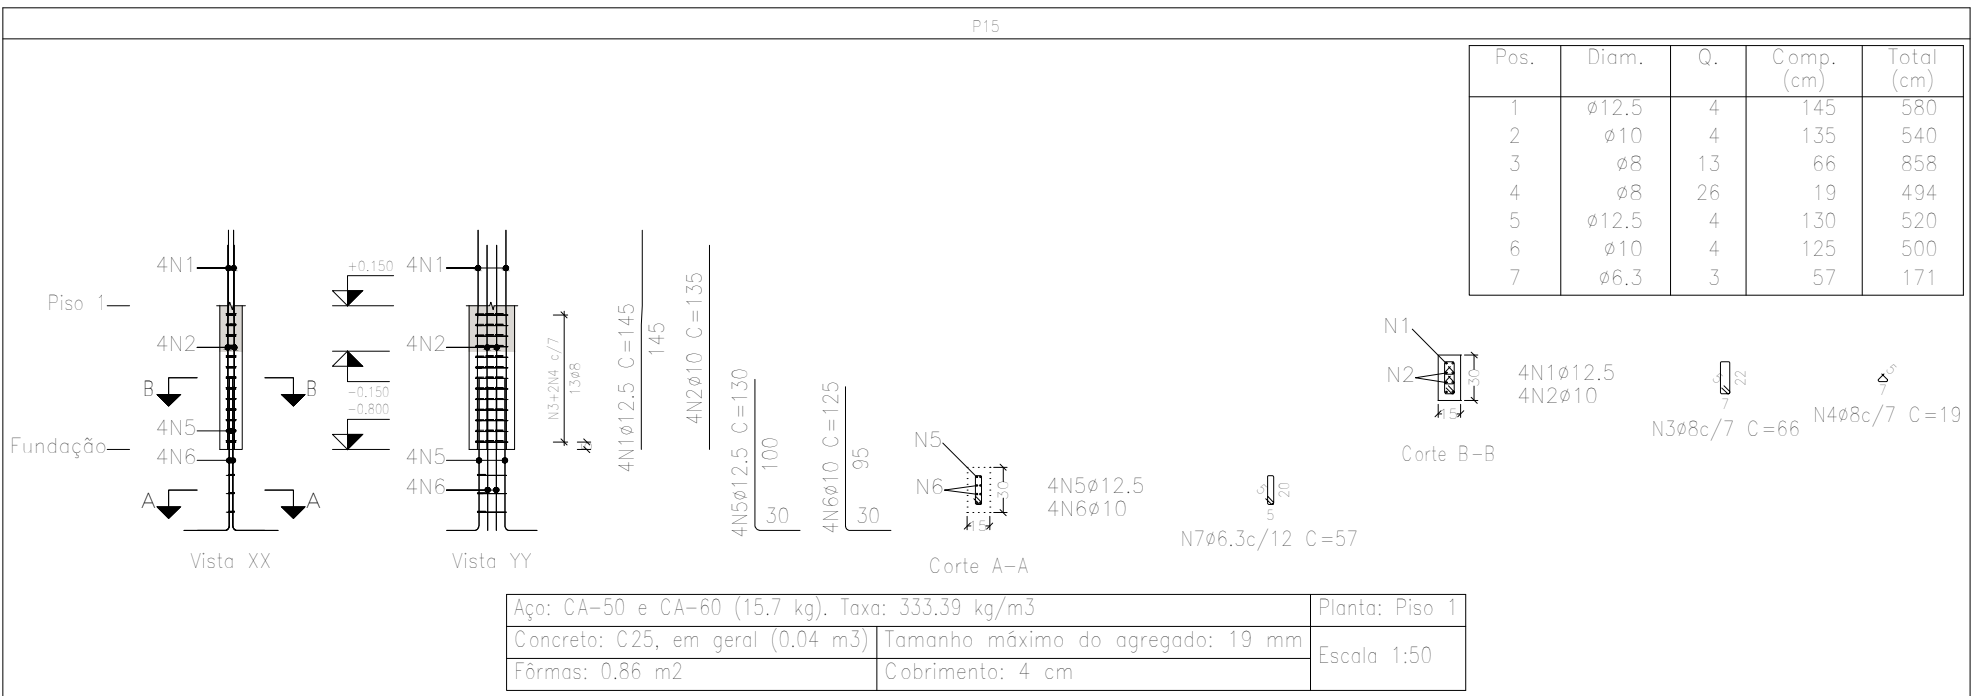 P15
Pos. Diam. Q. Comp. (cm) Total (cm)
1 ø12.5 4 145 580
2 ø10 4 135 540
3 ø8 13 66 858
4 ø8 26 19 494
5 ø12.5 4 130 520
6 ø10 4 125 500
7 ø6.3 3 57 171
4N1
Piso 1
4N2
B B
4N5
Fundação
4N6
A A
Vista XX
+0.150
-0.150
-0.800
4N1
4N2
4N5
4N6
Vista YY
N3+2N4 c/7
13ø8
4N1ø12.5 C=145
145
4N2ø10 C=135
4N5ø12.5 C=130
100
30
4N6ø10 C=125
95
30
N5
N6
30
15
4N5ø12.5
4N6ø10
Corte A-A
5
20
5
N7ø6.3c/12 C=57
N1
N2
30
15
4N1ø12.5
4N2ø10
Corte B-B
5
22
7
N3ø8c/7 C=66
5
7
N4ø8c/7 C=19
Aço: CA-50 e CA-60 (15.7 kg). Taxa: 333.39 kg/m3
Planta: Piso 1
Concreto: C25, em geral (0.04 m3)
Tamanho máximo do agregado: 19 mm
Escala 1:50
Fôrmas: 0.86 m2
Cobrimento: 4 cm